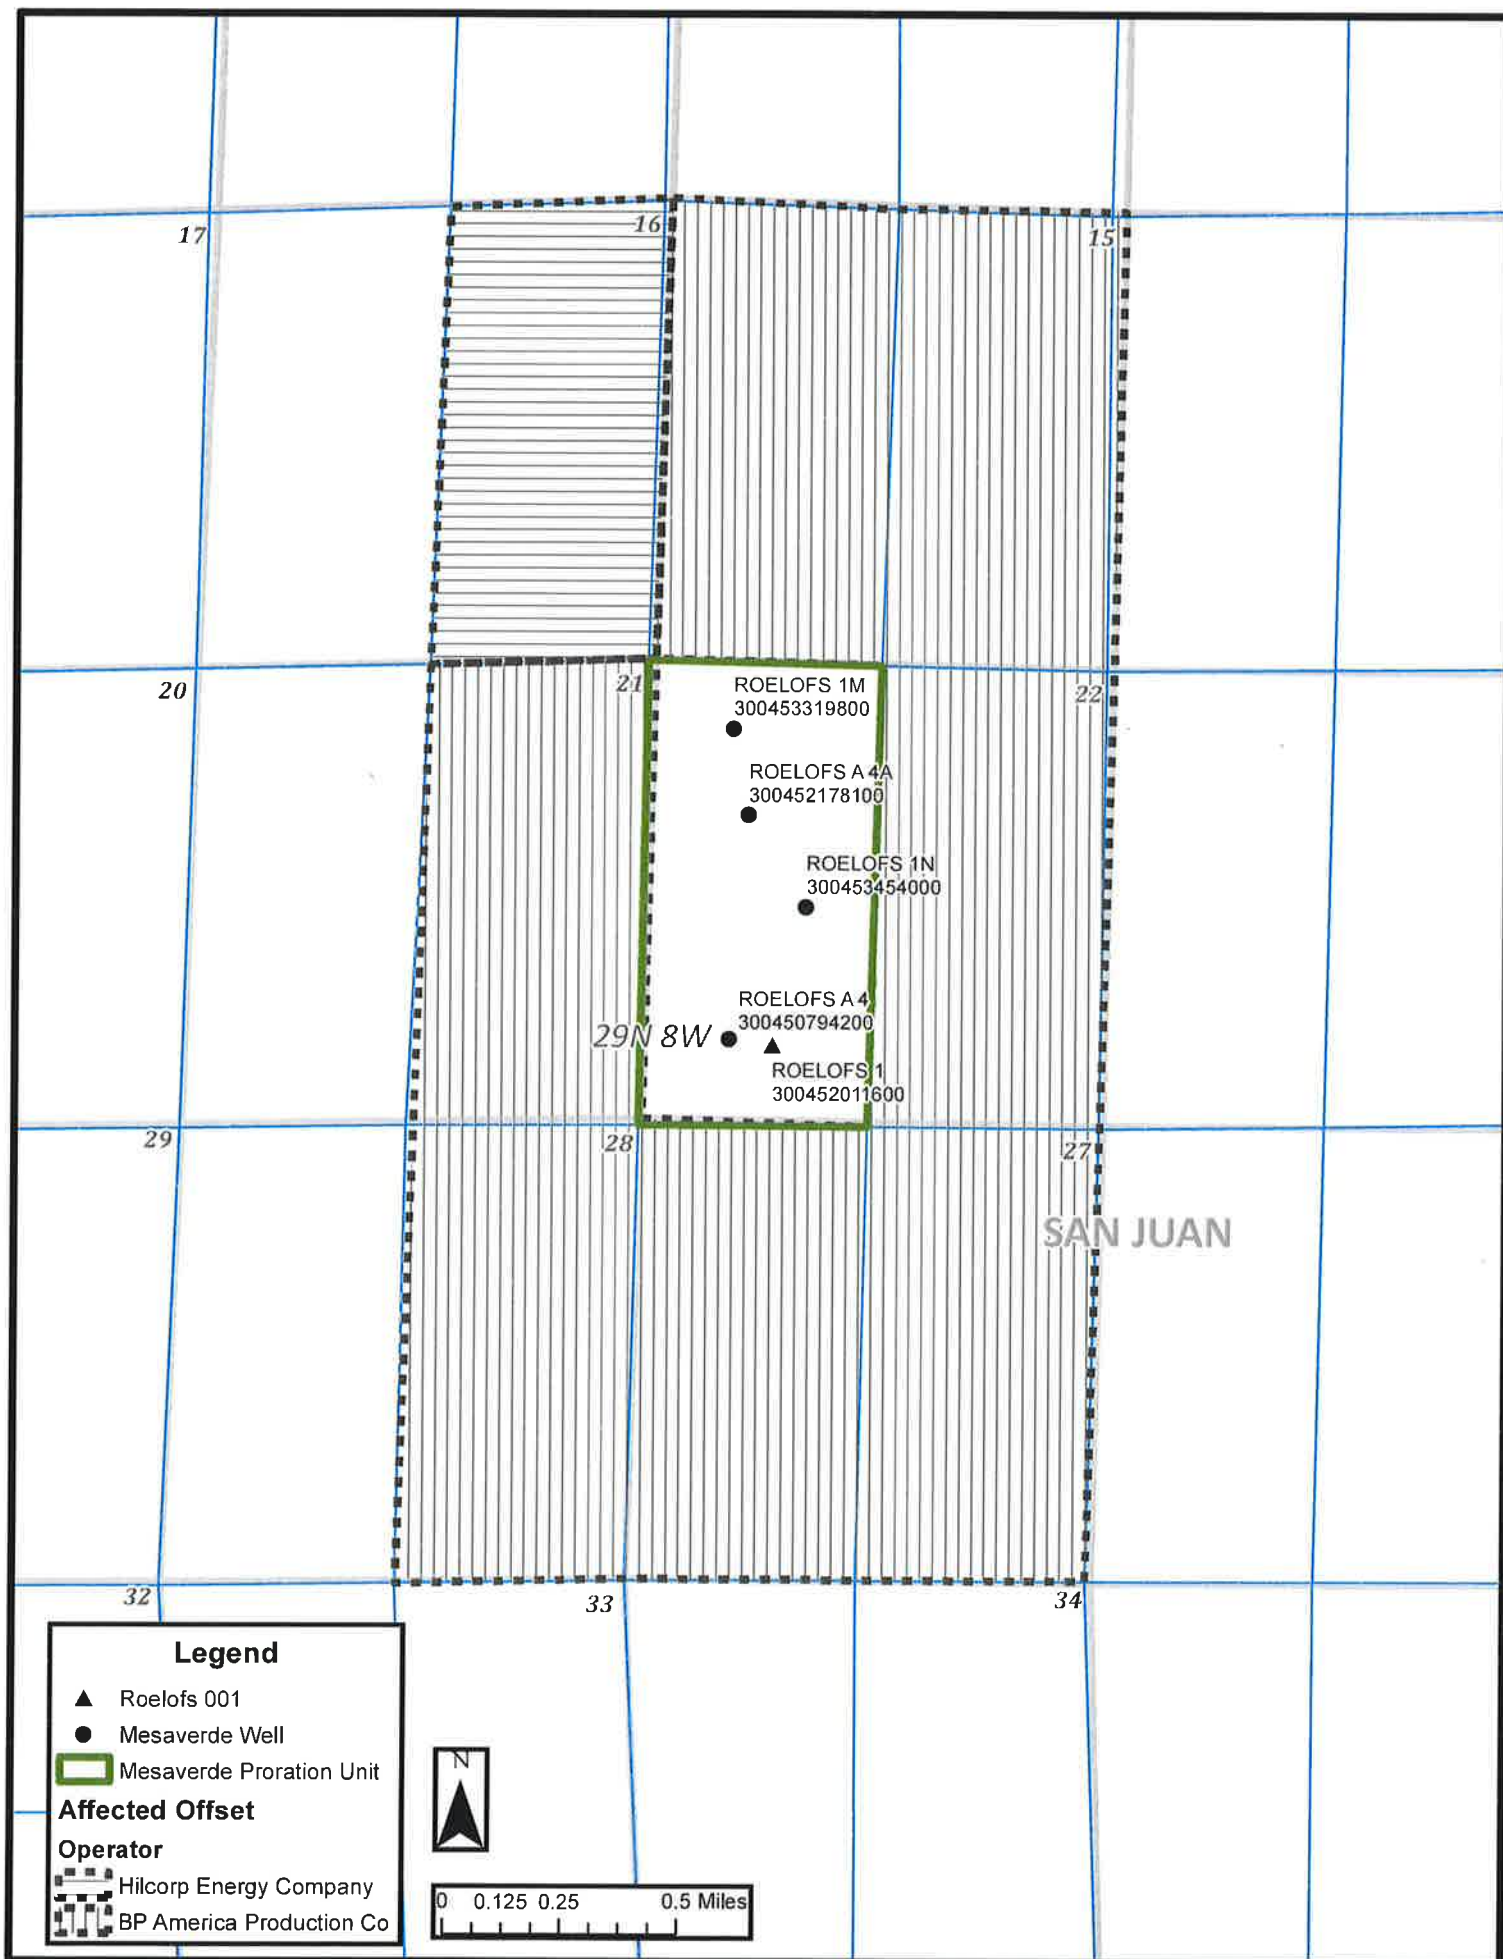 17
16
15
20
21
22
ROELOFS 1M
300453319800
ROELOFS A 4A
300452178100
ROELOFS 1N
300453454000
ROELOFS A 4
300450794200
29N 8W
ROELOFS 1
300452011600
29
28
27
SAN JUAN
32
33
34
Legend
Roelofs 001
Mesaverde Well
Mesaverde Proration Unit
Affected Offset
Operator
Hilcorp Energy Company
BP America Production Co
N
0 0.125 0.25 0.5 Miles